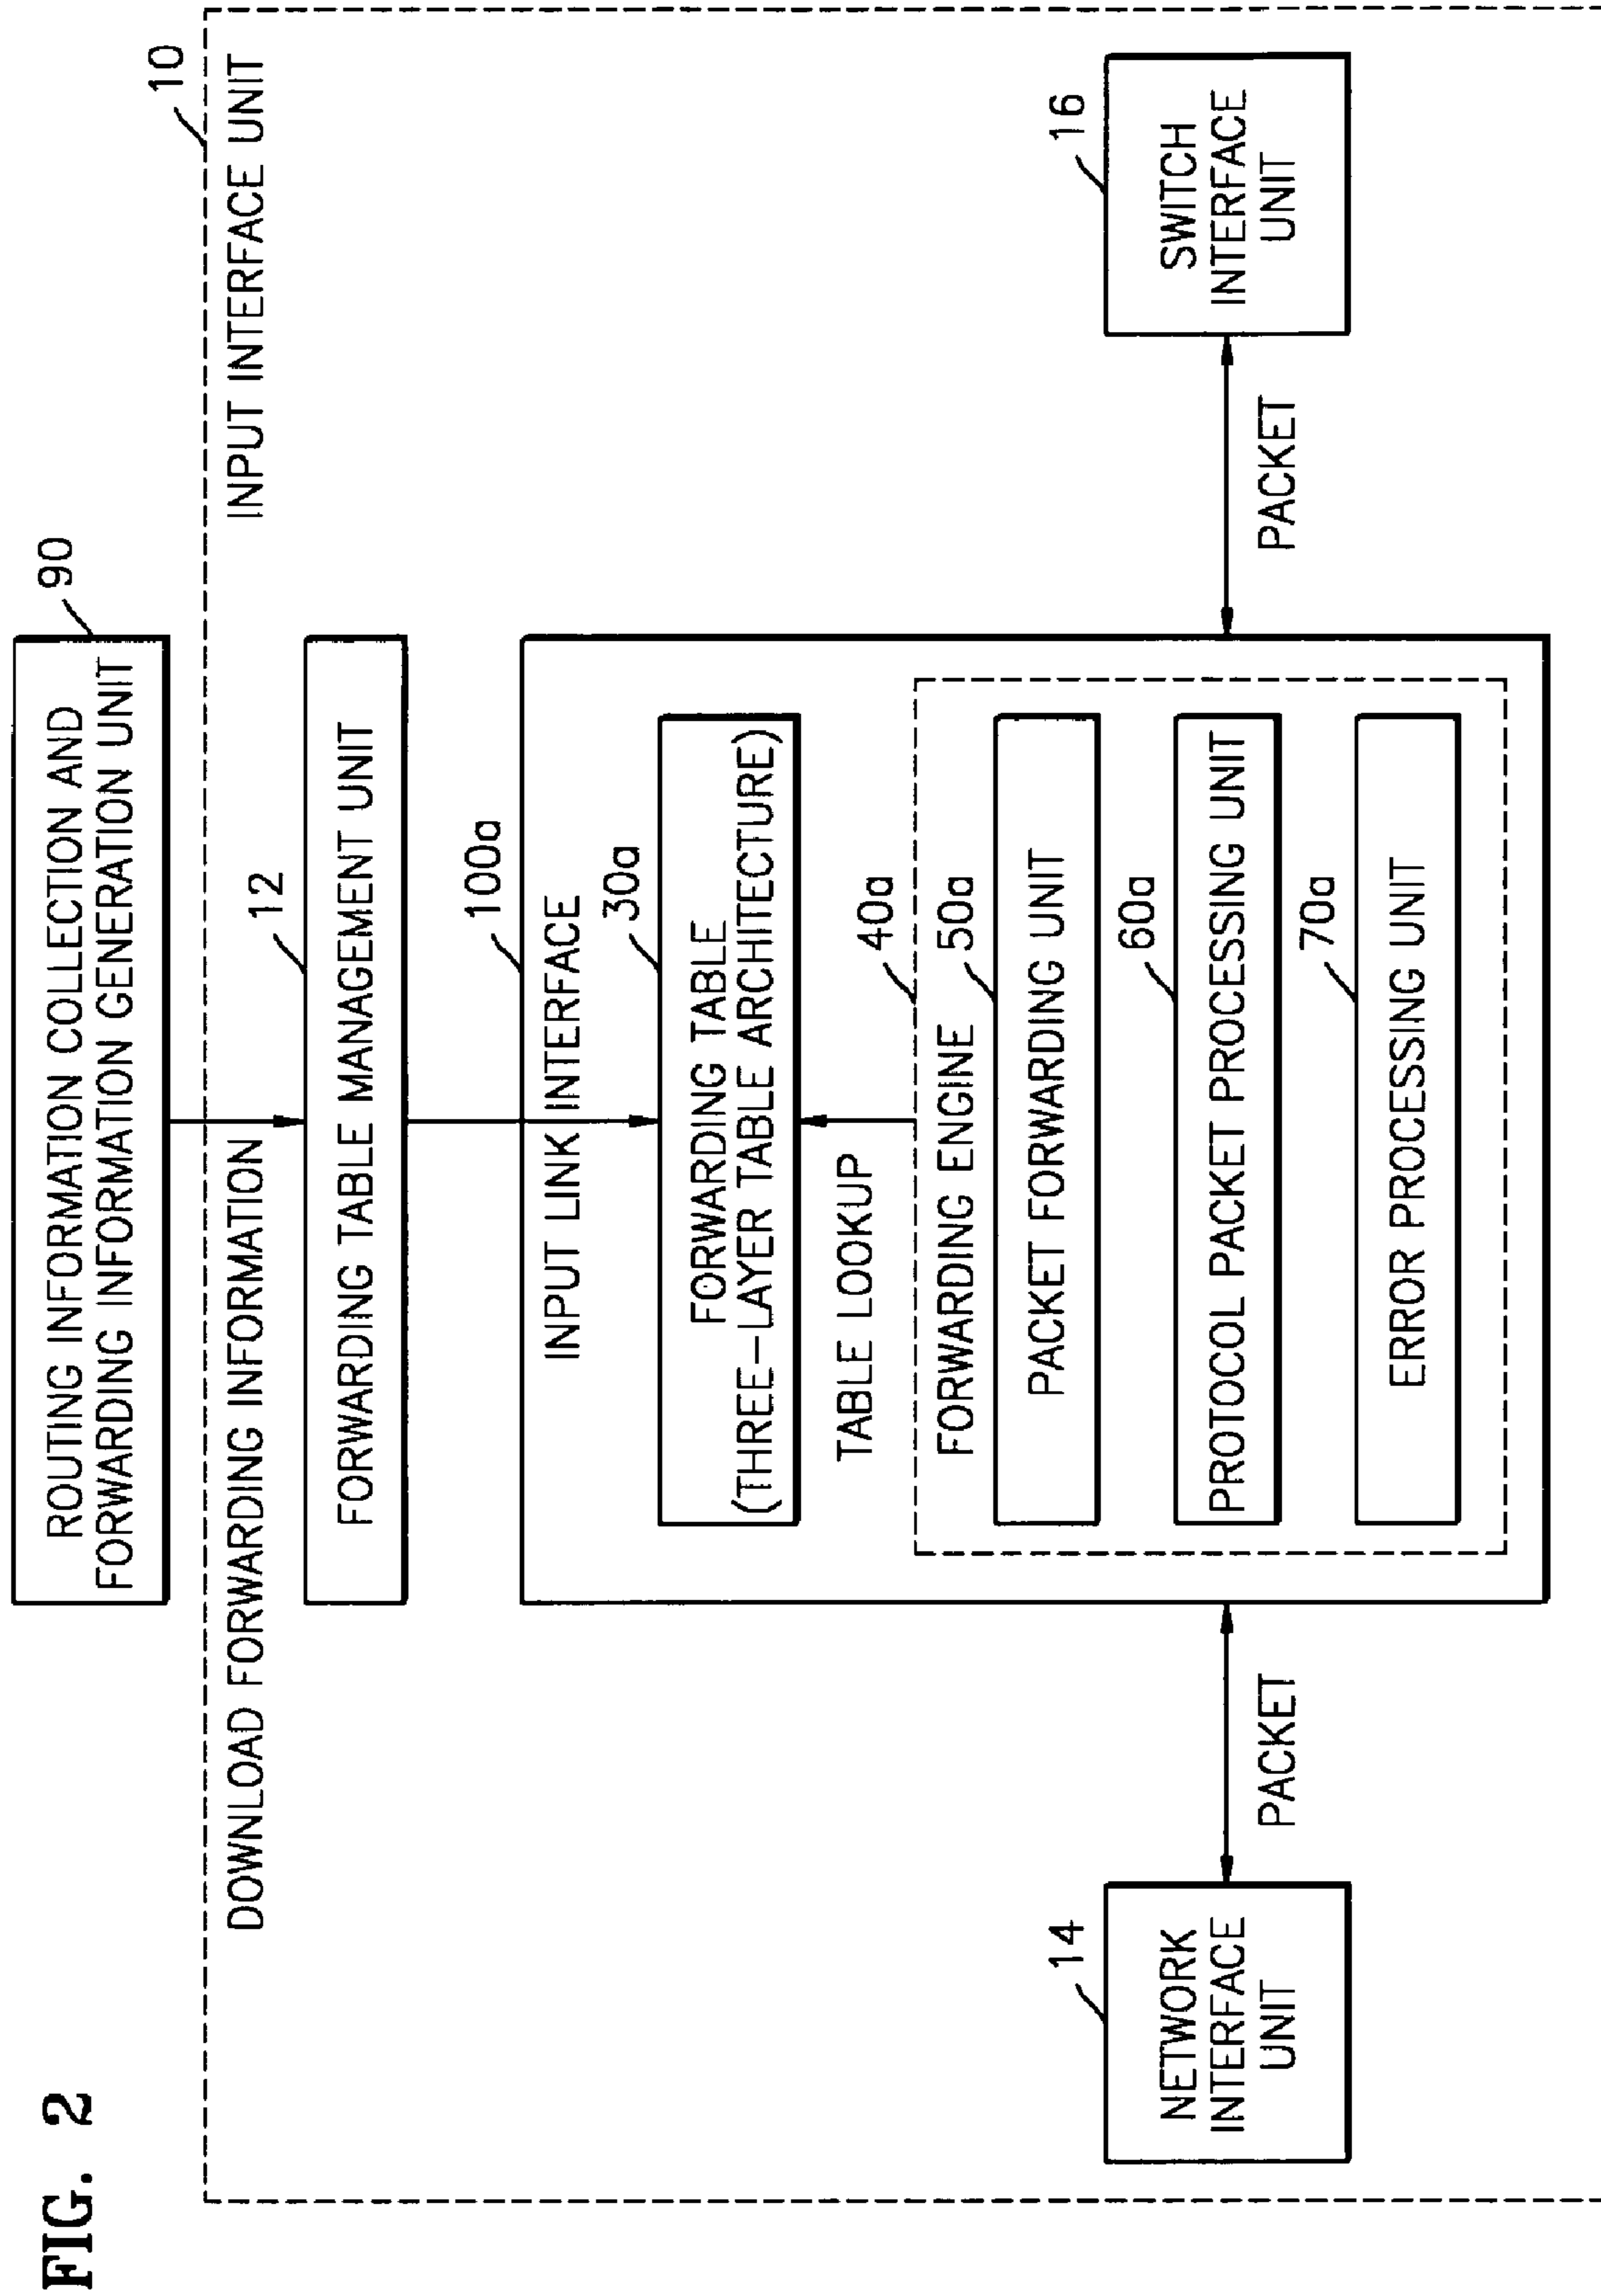 FIG. 2
90
ROUTING INFORMATION COLLECTION AND
FORWARDING INFORMATION GENERATION UNIT
10
DOWNLOAD FORWARDING INFORMATION
INPUT INTERFACE UNIT
12
FORWARDING TABLE MANAGEMENT UNIT
100a
INPUT LINK INTERFACE
30a
FORWARDING TABLE
(THREE-LAYER TABLE ARCHITECTURE)
TABLE LOOKUP
40a
FORWARDING ENGINE
50a
PACKET FORWARDING UNIT
60a
PROTOCOL PACKET PROCESSING UNIT
70a
ERROR PROCESSING UNIT
14
NETWORK
INTERFACE
UNIT
PACKET
PACKET
16
SWITCH
INTERFACE
UNIT